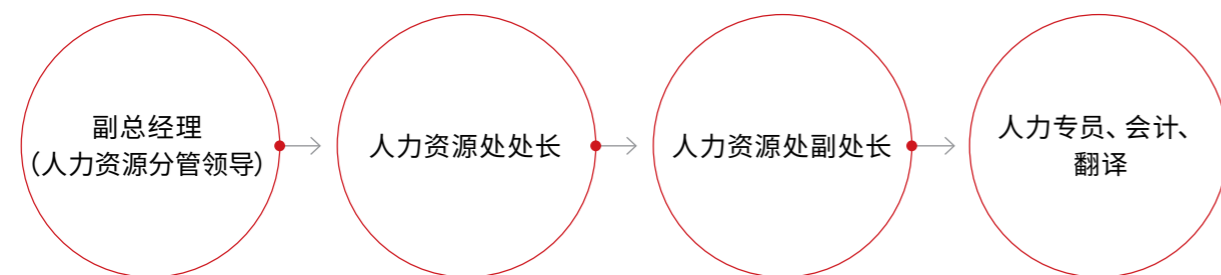 副总经理
（人力资源分管领导）
人力资源处处长
人力资源处副处长
人力专员、会计、
翻译